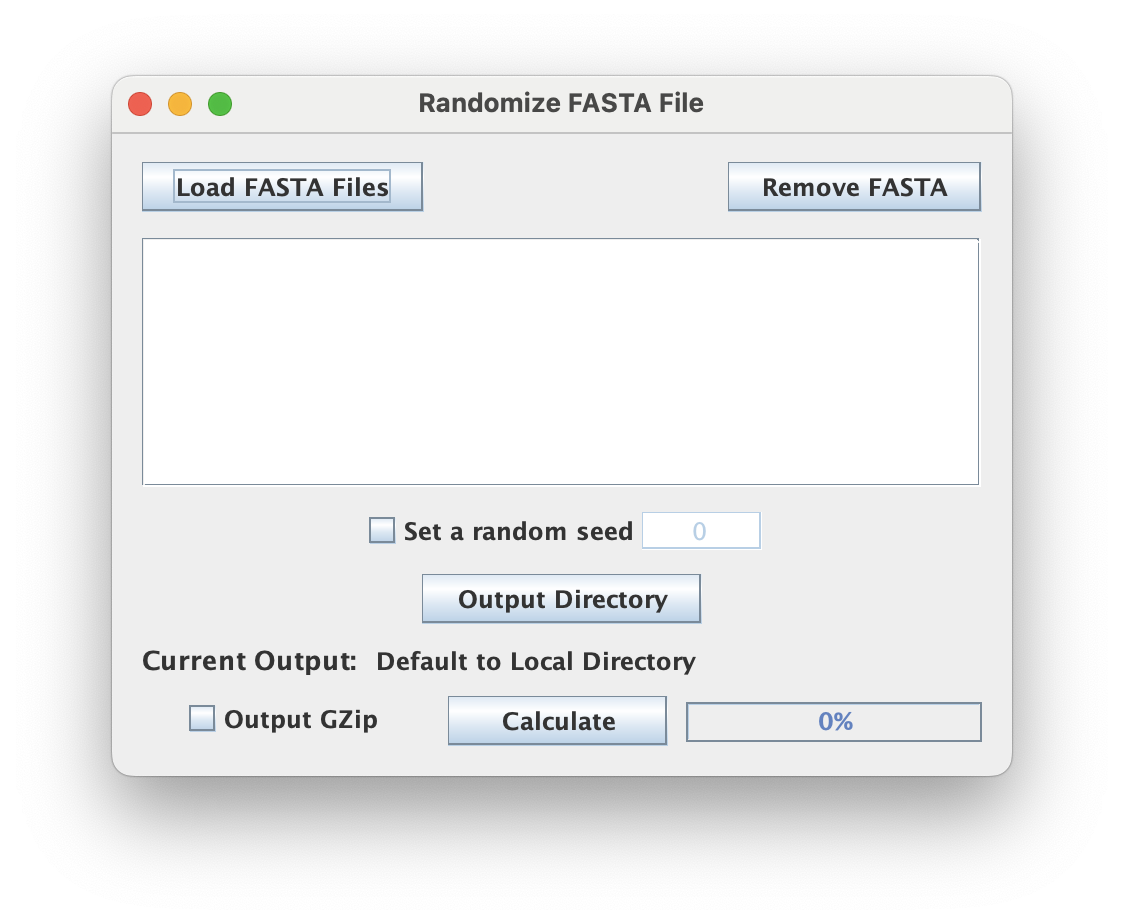 Randomize FASTA File
Load FASTA Files
Remove FASTA
Set a random seed 0
Output Directory
Current Output: Default to Local Directory
Output GZip
Calculate
0%